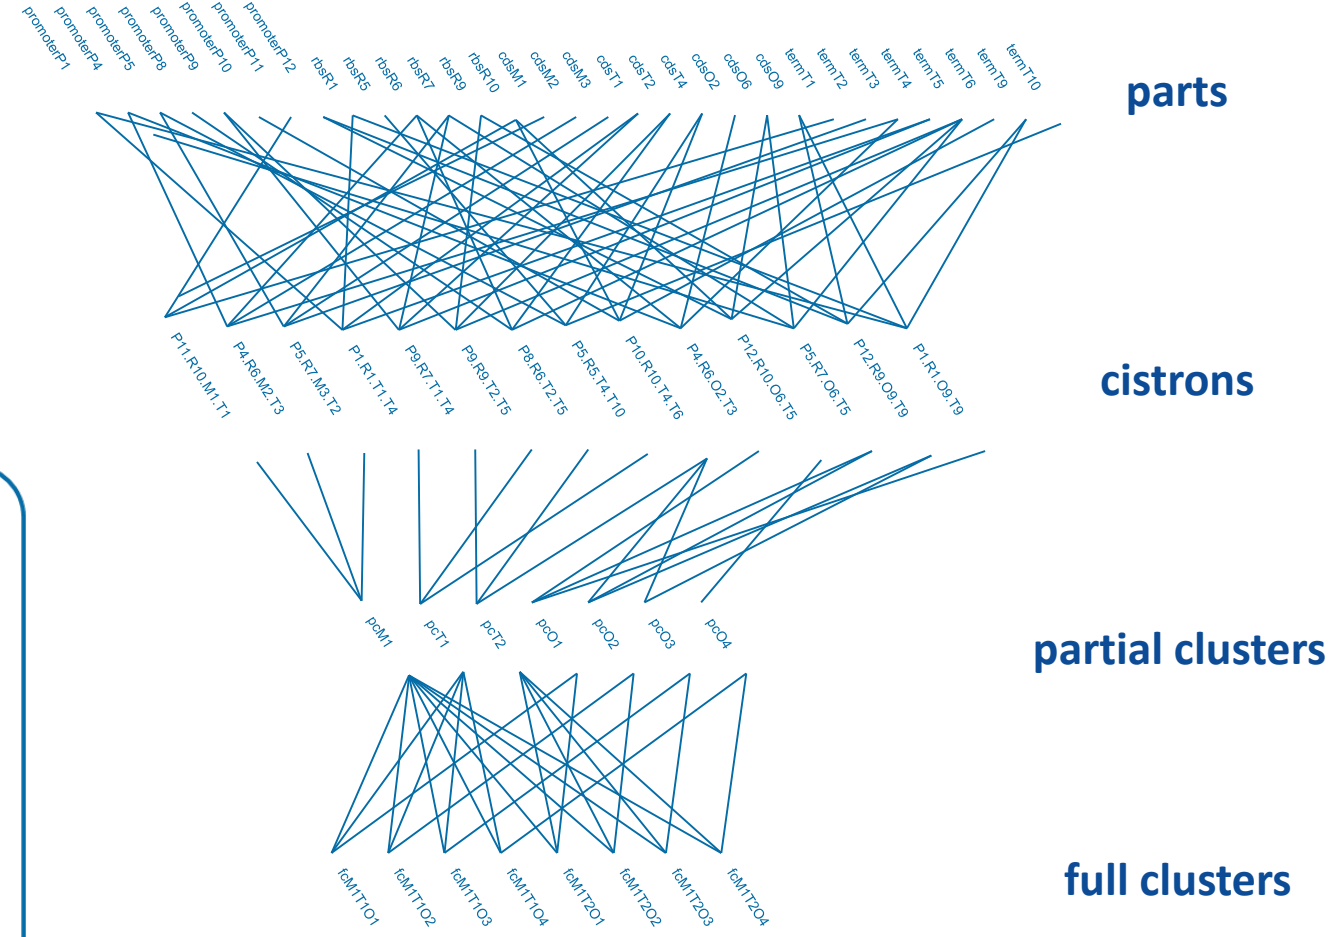 promoterP1
promoterP4
promoterP5
promoterP8
promoterP9
promoterP10
promoterP11
promoterP12
rbsR1
rbsR5
rbsR6
rbsR7
rbsR9
rbsR10
cdsM1
cdsM2
cdsM3
cdsT1
cdsT2
cdsT4
cdsO2
cdsO6
cdsO9
termT1
termT2
termT3
termT4
termT5
termT6
termT9
termT10
parts
P11.R10.M1.T1
P4.R6.M2.T3
P5.R7.M3.T2
P1.R1.T1.T4
P9.R7.T1.T4
P9.R9.T2.T5
P8.R6.T2.T5
P5.R5.T4.T10
P10.R10.T4.T6
P4.R6.O2.T3
P12.R10.O6.T5
P5.R7.O6.T5
P12.R9.O9.T9
P1.R1.O9.T9
cistrons
pcM1
pcT1
pcT2
pcO1
pcO2
pcO3
pcO4
partial clusters
fcM1T1O1
fcM1T1O2
fcM1T1O3
fcM1T1O4
fcM1T2O1
fcM1T2O2
fcM1T2O3
fcM1T2O4
full clusters